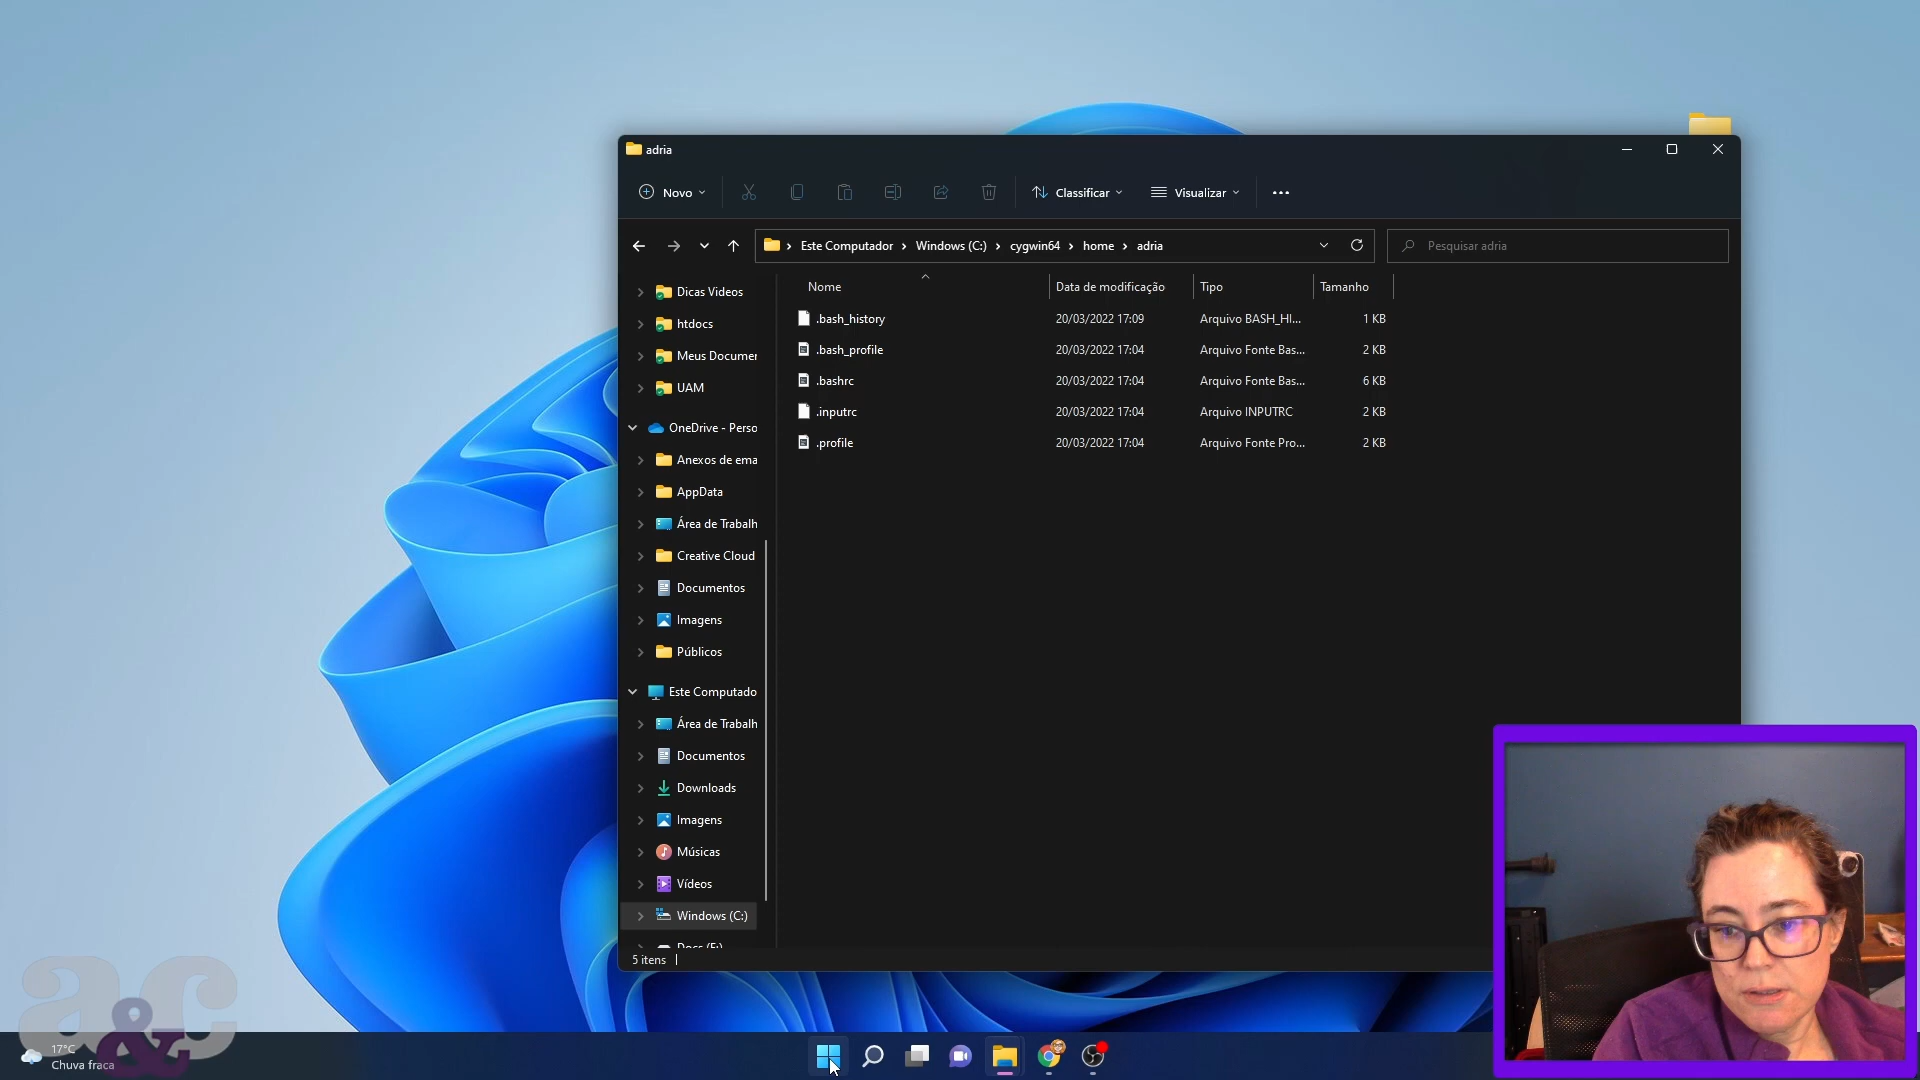 adria
Novo
Classificar
Visualizar
Este Computador
Windows (C:)
cygwin64
home
adria
Pesquisar adria
Dicas Videos
htdocs
Meus Documer
UAM
OneDrive - Perso
Anexos de ema
AppData
Área de Trabalh
Creative Cloud
Documentos
Imagens
Públicos
Este Computado
Área de Trabalh
Documentos
Downloads
Imagens
Músicas
Vídeos
Windows (C:)
Nome Data de modificação Tipo Tamanho
.bash_history 20/03/2022 17:09 Arquivo BASH_HI... 1 KB
.bash_profile 20/03/2022 17:04 Arquivo Fonte Bas... 2 KB
.bashrc 20/03/2022 17:04 Arquivo Fonte Bas... 6 KB
.inputrc 20/03/2022 17:04 Arquivo INPUTRC 2 KB
.profile 20/03/2022 17:04 Arquivo Fonte Pro... 2 KB
5 itens
a&c
17°C
Chuva fraca